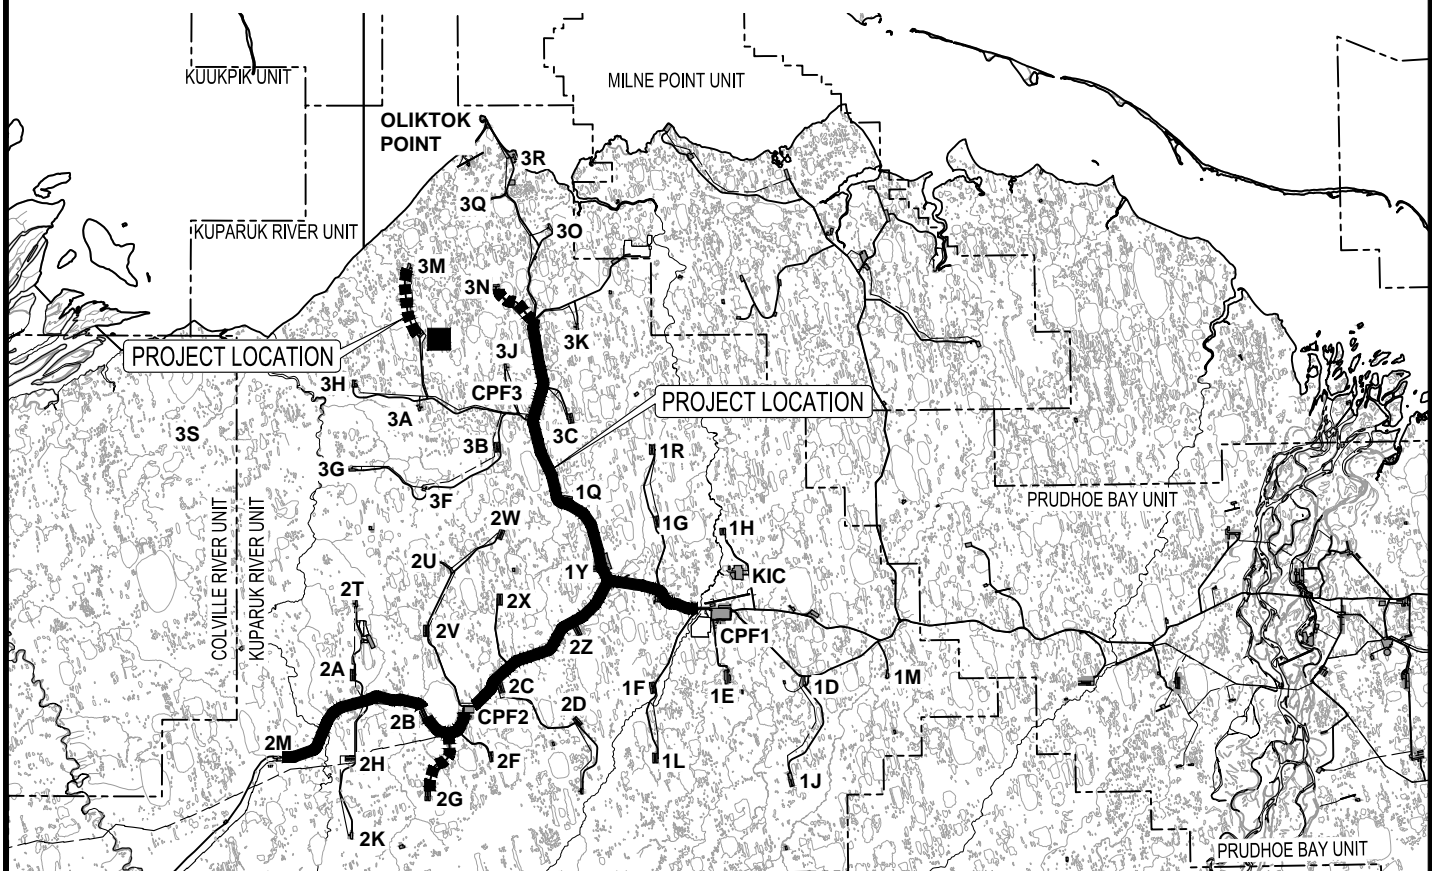 KUUKPIK UNIT
MILNE POINT UNIT
OLIKTOK
POINT
3R
3Q
KUPARUK RIVER UNIT
3O
3M
3N
3K
3J
PROJECT LOCATION
3H
CPF3
PROJECT LOCATION
3A
3C
3S
3B
1R
3G
3F
1Q
PRUDHOE BAY UNIT
2W
1G
1H
COLVILLE RIVER UNIT
KUPARUK RIVER UNIT
2U
1Y
KIC
2T
2X
2V
2Z
CPF1
2A
2C
1F
1E
1D
1M
2B
CPF2
2D
2M
2H
2F
1L
1J
2G
2K
PRUDHOE BAY UNIT